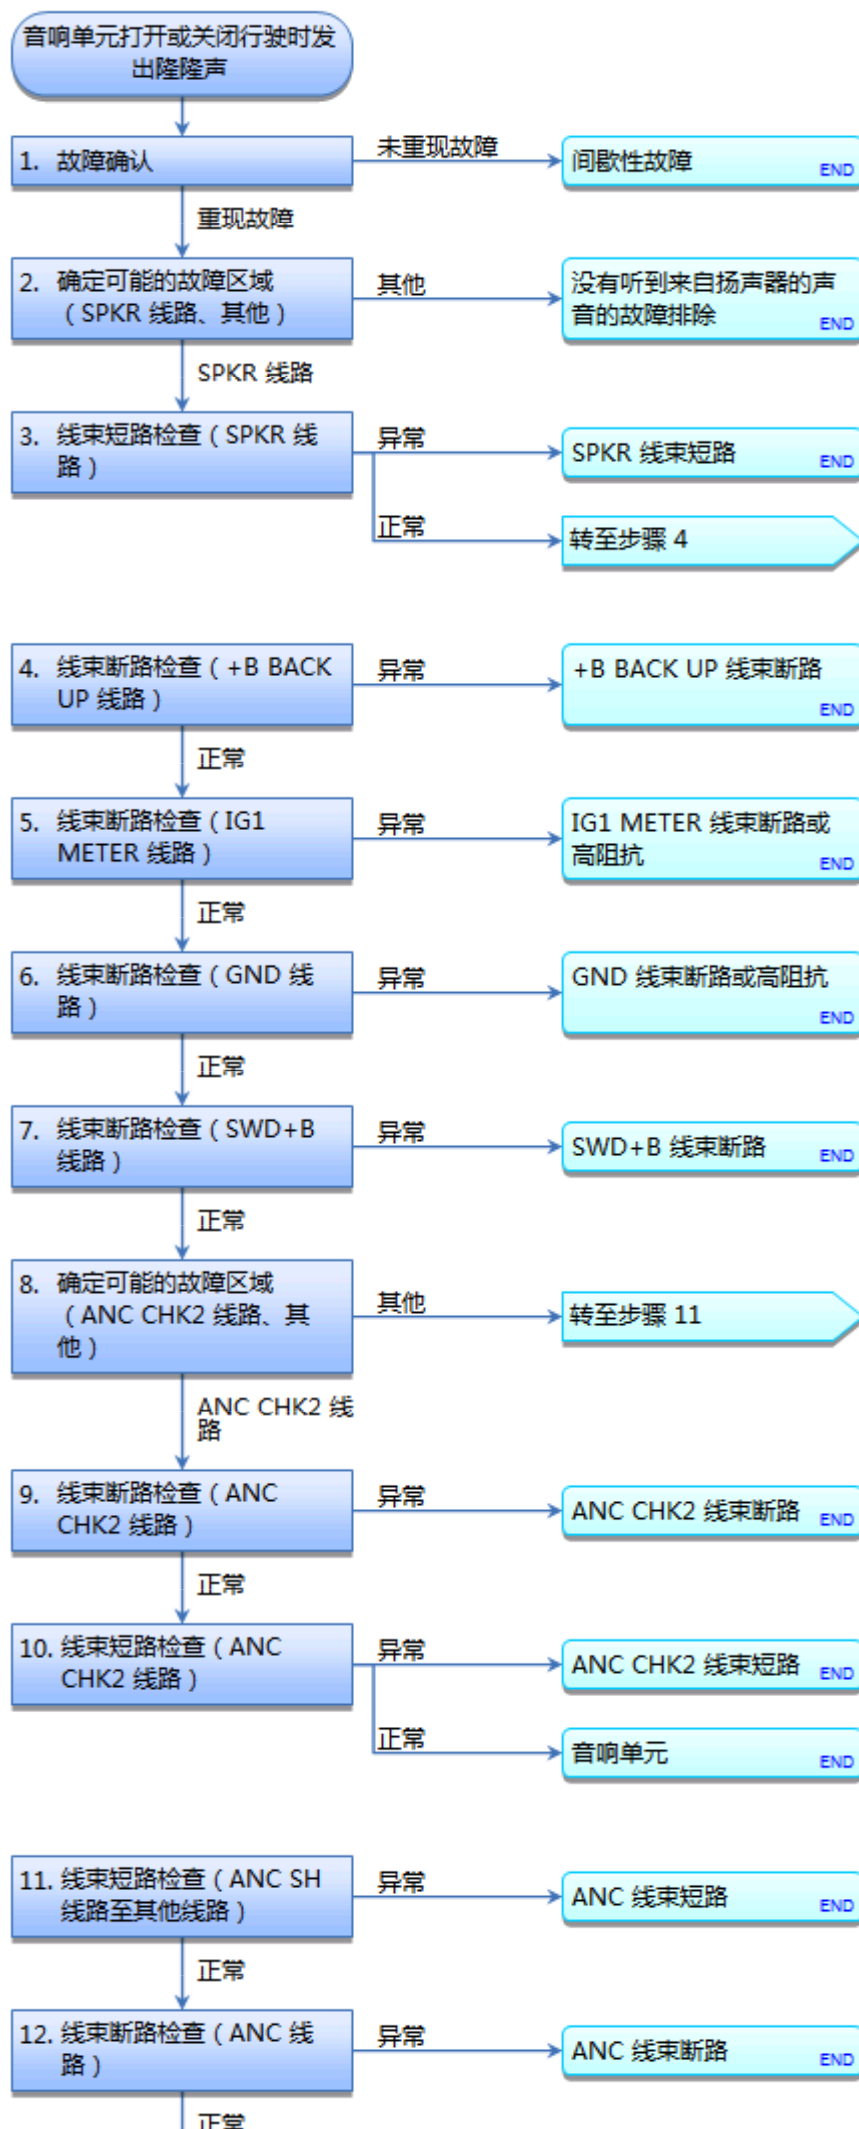 音响单元打开或关闭行驶时发
出隆隆声
1. 故障确认
未重现故障
间歇性故障
END
重现故障
2. 确定可能的故障区域
（SPKR 线路、其他）
其他
没有听到来自扬声器的声
音的故障排除
END
SPKR 线路
3. 线束短路检查（SPKR 线
路）
异常
SPKR 线束短路
END
正常
转至步骤 4
4. 线束断路检查（+B BACK
UP 线路）
异常
+B BACK UP 线束断路
END
正常
5. 线束断路检查（IG1
METER 线路）
异常
IG1 METER 线束断路或
高阻抗
END
正常
6. 线束断路检查（GND 线
路）
异常
GND 线束断路或高阻抗
END
正常
7. 线束断路检查（SWD+B
线路）
异常
SWD+B 线束断路
END
正常
8. 确定可能的故障区域
（ANC CHK2 线路、其
他）
其他
转至步骤 11
ANC CHK2 线
路
9. 线束断路检查（ANC
CHK2 线路）
异常
ANC CHK2 线束断路
END
正常
10. 线束短路检查（ANC
CHK2 线路）
异常
ANC CHK2 线束短路
END
正常
音响单元
END
11. 线束短路检查（ANC SH
线路至其他线路）
异常
ANC 线束短路
END
正常
12. 线束断路检查（ANC 线
路）
异常
ANC 线束断路
END
正常